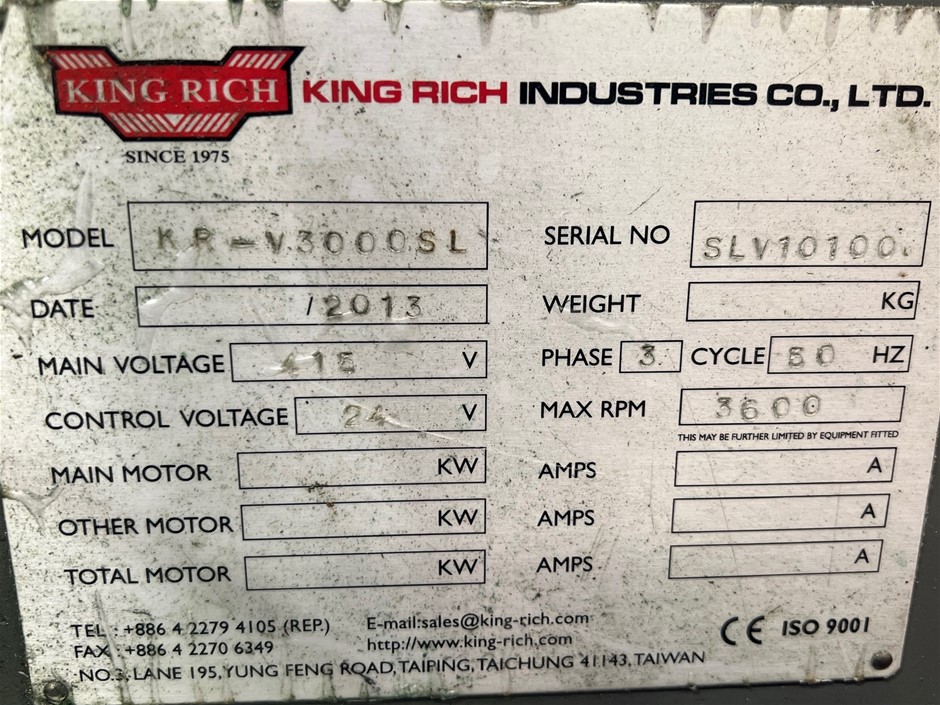 KING RICH
KING RICH INDUSTRIES CO., LTD.
SINCE 1975
MODEL KR-V3000SL SERIAL NO SLV10100
DATE /2013 WEIGHT KG
MAIN VOLTAGE 415 V PHASE 3 CYCLE 50 HZ
CONTROL VOLTAGE 24 V MAX RPM 3600
THIS MAY BE FURTHER LIMITED BY EQUIPMENT FITTED
MAIN MOTOR KW AMPS A
OTHER MOTOR KW AMPS A
TOTAL MOTOR KW AMPS A
TEL : +886 4 2279 4105 (REP.) E-mail:sales@king-rich.com
FAX : +886 4 2270 6349 http://www.king-rich.com
NO.3, LANE 195, YUNG FENG ROAD, TAIPING, TAICHUNG 41143, TAIWAN
CE ISO 9001